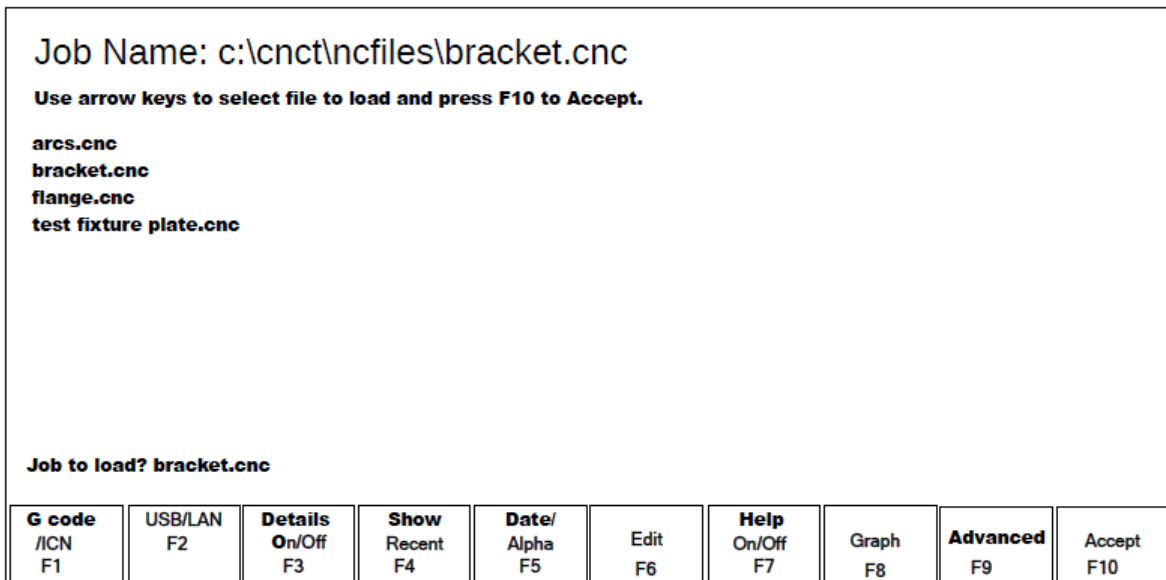 Job Name: c:\cnct\ncfiles\bracket.cnc
Use arrow keys to select file to load and press F10 to Accept.
arcs.cnc
bracket.cnc
flange.cnc
test fixture plate.cnc
Job to load? bracket.cnc
G code
/ICN
F1
USB/LAN
F2
Details
On/Off
F3
Show
Recent
F4
Date/
Alpha
F5
Edit
F6
Help
On/Off
F7
Graph
F8
Advanced
F9
Accept
F10